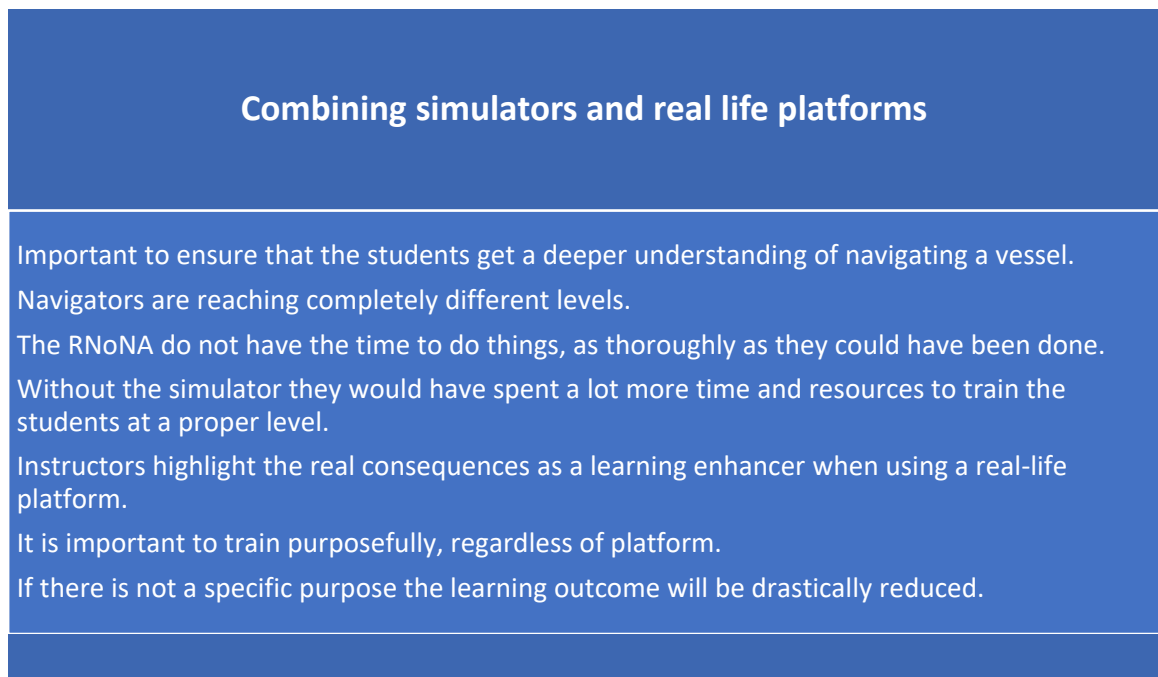 Combining simulators and real life platforms
Important to ensure that the students get a deeper understanding of navigating a vessel.
Navigators are reaching completely different levels.
The RNoNA do not have the time to do things, as thoroughly as they could have been done.
Without the simulator they would have spent a lot more time and resources to train the
students at a proper level.
Instructors highlight the real consequences as a learning enhancer when using a real-life
platform.
It is important to train purposefully, regardless of platform.
If there is not a specific purpose the learning outcome will be drastically reduced.